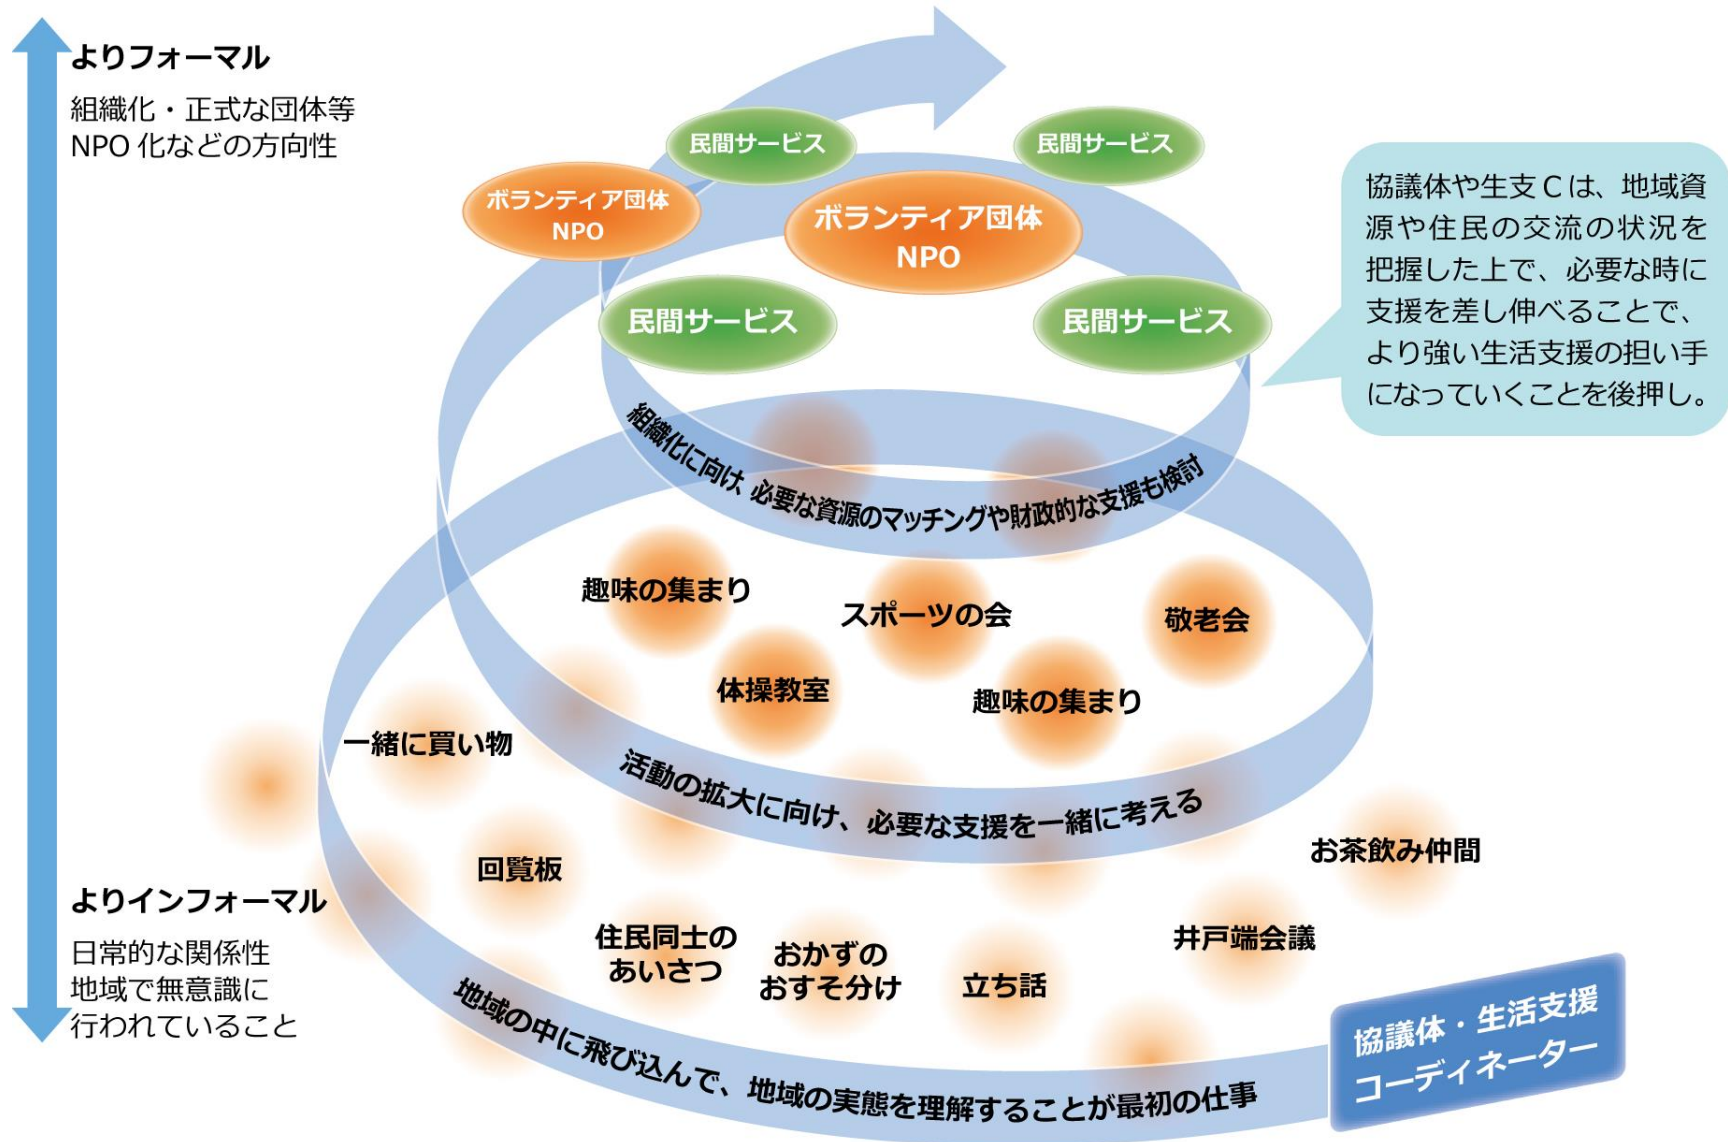 よりフォーマル
組織化・正式な団体等
NPO 化などの方向性
民間サービス
民間サービス
ボランティア団体
NPO
ボランティア団体
NPO
民間サービス
民間サービス
協議体や生支Cは、地域資
源や住民の交流の状況を
把握した上で、必要な時に
支援を差し伸べることで、
より強い生活支援の担い手
になっていくことを後押し。
組織化に向け、必要な資源のマッチングや財政的な支援も検討
趣味の集まり
スポーツの会
敬老会
体操教室
趣味の集まり
一緒に買い物
活動の拡大に向け、必要な支援を一緒に考える
お茶飲み仲間
回覧板
よりインフォーマル
日常的な関係性
地域で無意識に
行われていること
住民同士の
あいさつ
おかずの
おすそ分け
立ち話
井戸端会議
地域の中に飛び込んで、地域の実態を理解することが最初の仕事
協議体・生活支援
コーディネーター